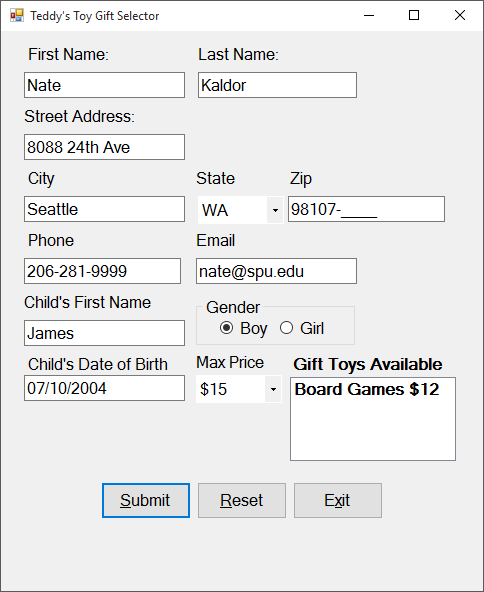 Teddy's Toy Gift Selector
First Name: Last Name:
Nate Kaldor
Street Address:
8088 24th Ave
City State Zip
Seattle WA 98107-____
Phone Email
206-281-9999 nate@spu.edu
Child's First Name Gender
James Boy Girl
Child's Date of Birth Max Price Gift Toys Available
07/10/2004 $15 Board Games $12
Submit Reset Exit